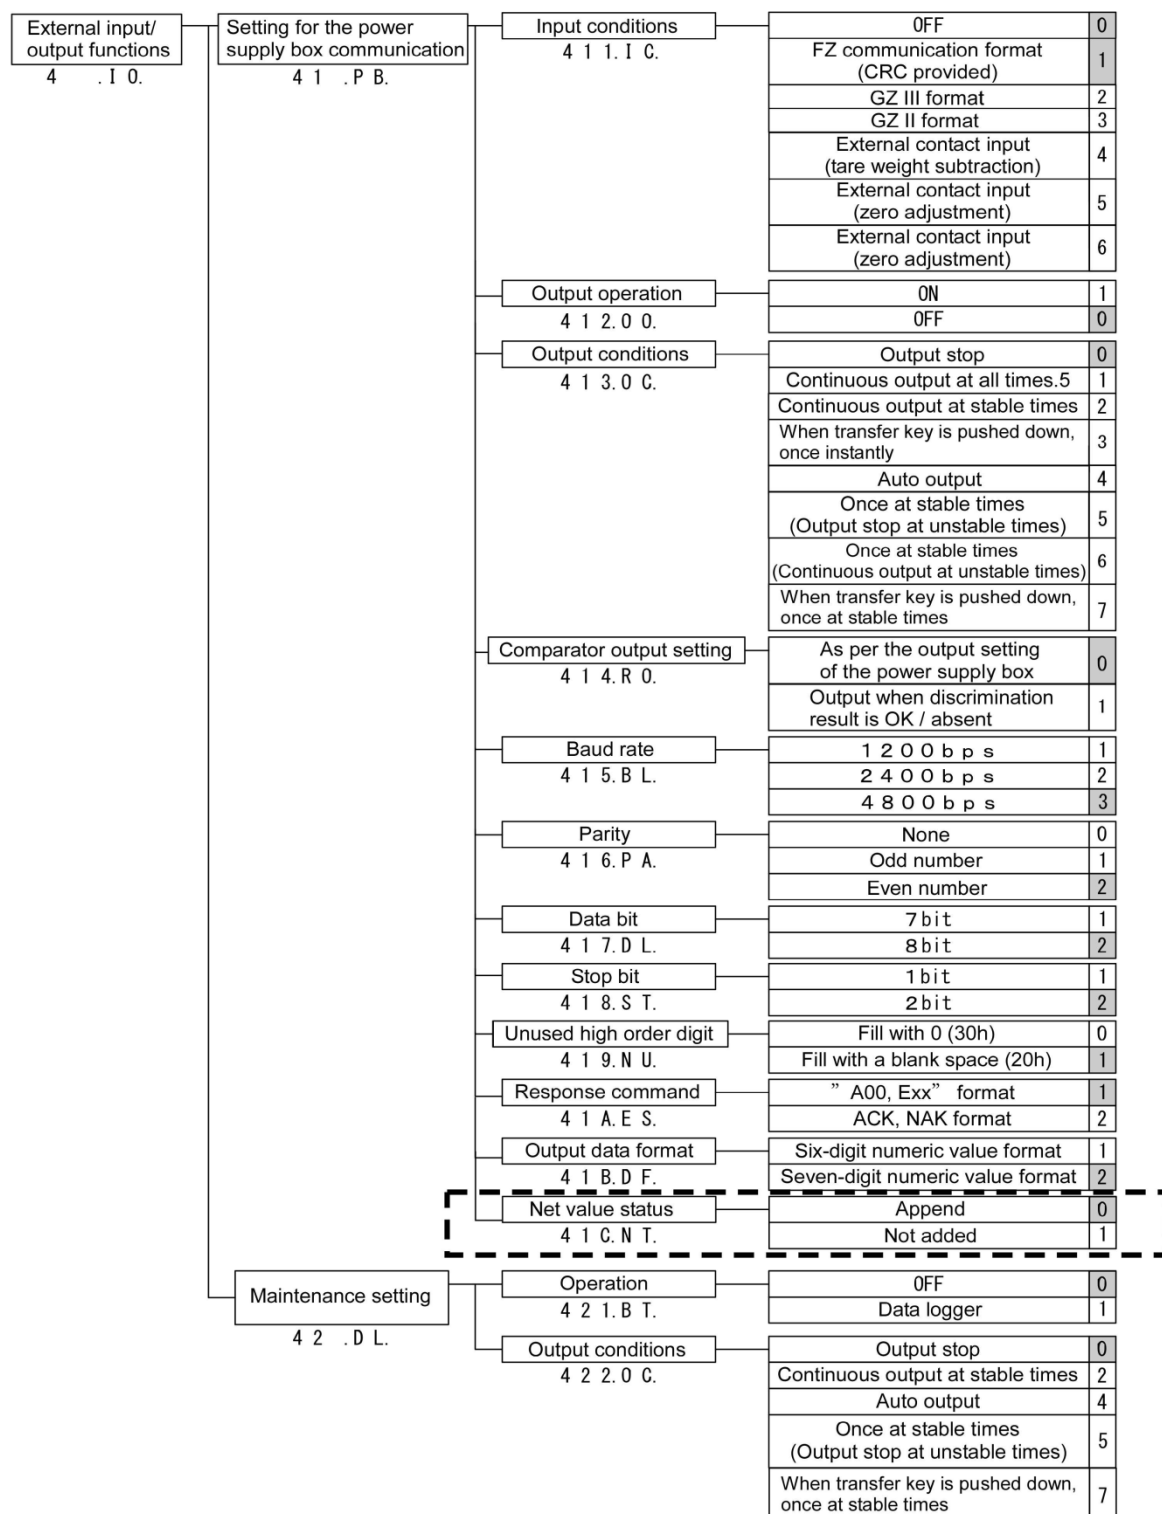 External input/
output functions
4 .I O.
Setting for the power
supply box communication
4 1 .P B.
Input conditions
4 1 1.I C.
OFF 0
FZ communication format
(CRC provided) 1
GZ III format 2
GZ II format 3
External contact input
(tare weight subtraction) 4
External contact input
(zero adjustment) 5
External contact input
(zero adjustment) 6
Output operation
4 1 2.O O.
ON 1
OFF 0
Output conditions
4 1 3.O C.
Output stop 0
Continuous output at all times.5 1
Continuous output at stable times 2
When transfer key is pushed down,
once instantly 3
Auto output 4
Once at stable times
(Output stop at unstable times) 5
Once at stable times
(Continuous output at unstable times) 6
When transfer key is pushed down,
once at stable times 7
Comparator output setting
4 1 4.R O.
As per the output setting
of the power supply box 0
Output when discrimination
result is OK / absent 1
Baud rate
4 1 5.B L.
1200bps 1
2400bps 2
4800bps 3
Parity
4 1 6.P A.
None 0
Odd number 1
Even number 2
Data bit
4 1 7.D L.
7bit 1
8bit 2
Stop bit
4 1 8.S T.
1bit 1
2bit 2
Unused high order digit
4 1 9.N U.
Fill with 0 (30h) 0
Fill with a blank space (20h) 1
Response command
4 1 A.E S.
” A00, Exx” format 1
ACK, NAK format 2
Output data format
4 1 B.D F.
Six-digit numeric value format 1
Seven-digit numeric value format 2
Net value status
4 1 C.N T.
Append 0
Not added 1
Maintenance setting
4 2 .D L.
Operation
4 2 1.B T.
OFF 0
Data logger 1
Output conditions
4 2 2.O C.
Output stop 0
Continuous output at stable times 2
Auto output 4
Once at stable times
(Output stop at unstable times) 5
When transfer key is pushed down,
once at stable times 7